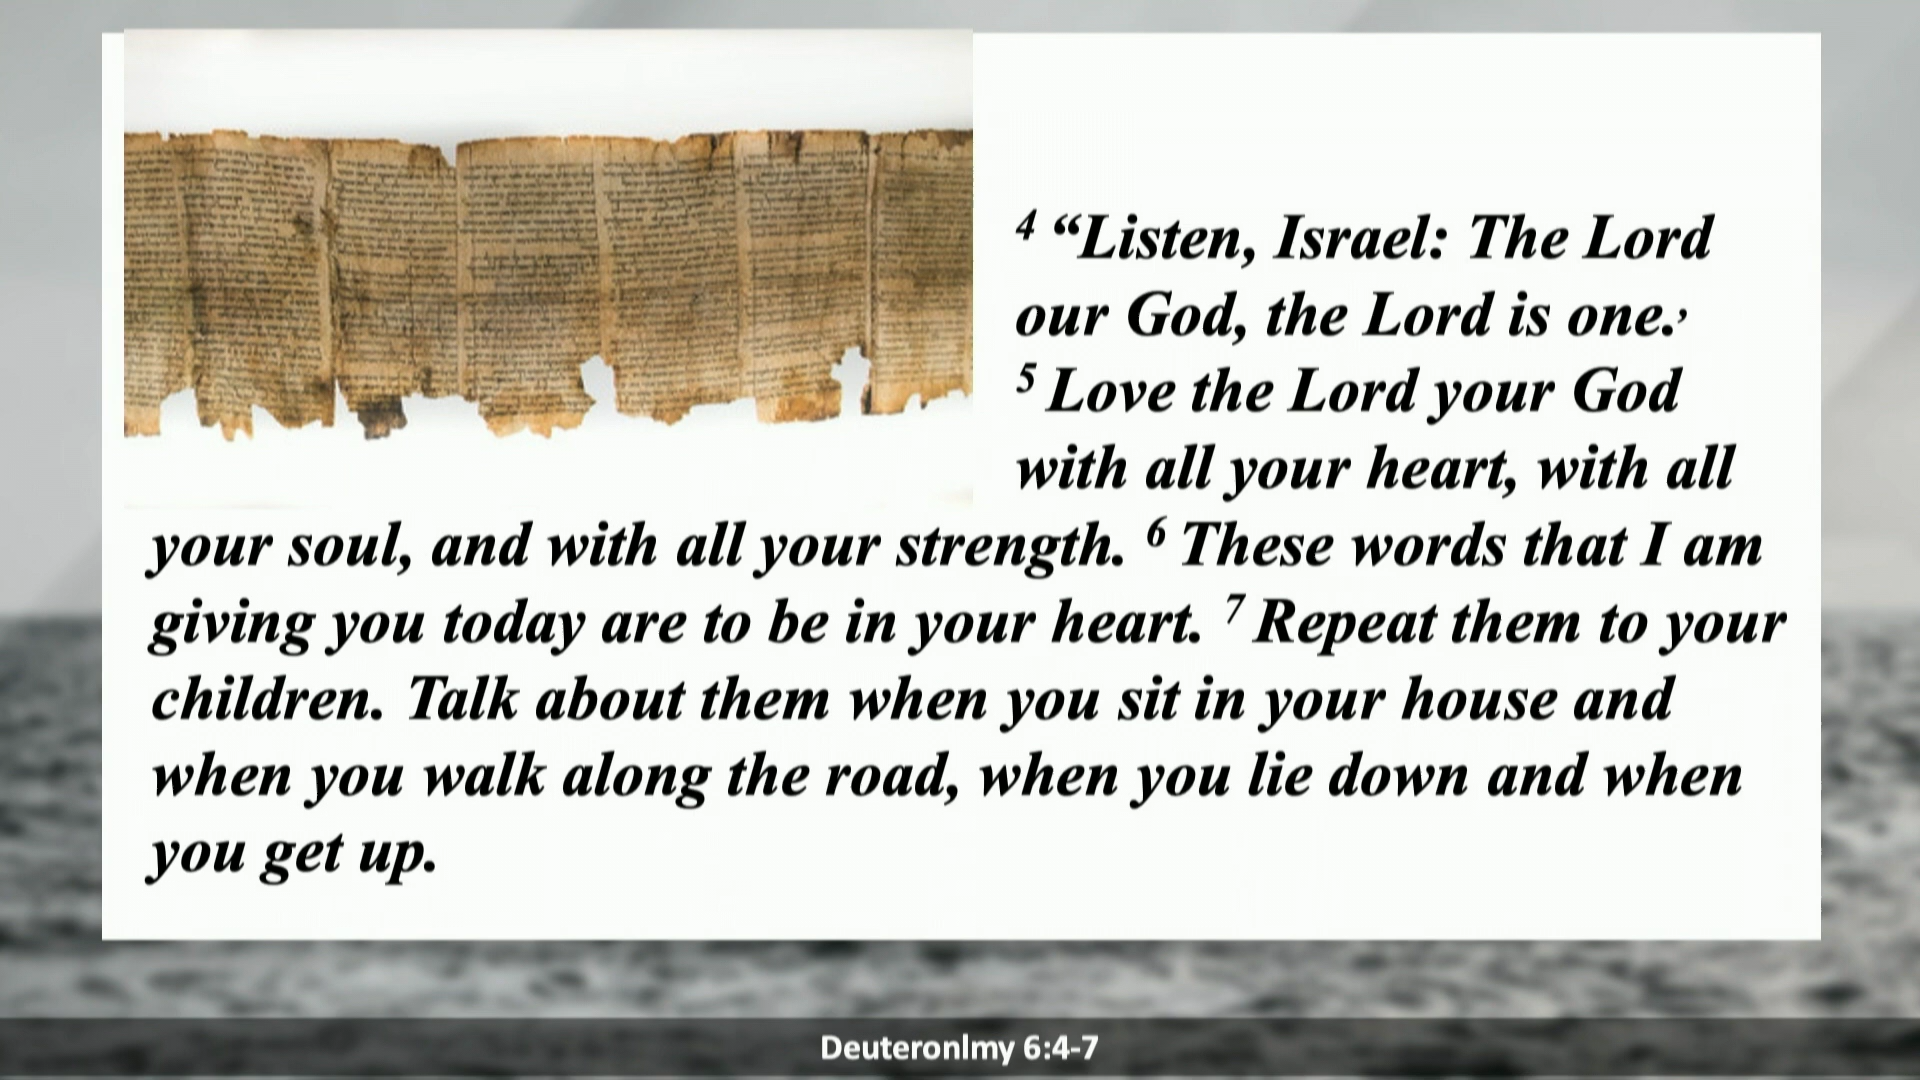 4 “Listen, Israel: The Lord
our God, the Lord is one.,
5 Love the Lord your God
with all your heart, with all
your soul, and with all your strength. 6 These words that I am
giving you today are to be in your heart. 7 Repeat them to your
children. Talk about them when you sit in your house and
when you walk along the road, when you lie down and when
you get up.
Deuteronlmy 6:4-7